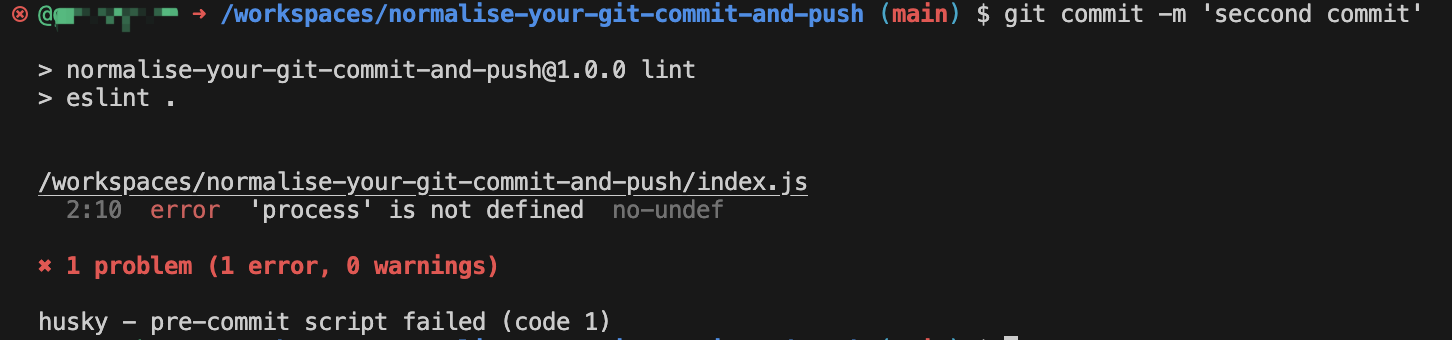 @ ➜ /workspaces/normalise-your-git-commit-and-push (main) $ git commit -m 'seccond commit'
> normalise-your-git-commit-and-push@1.0.0 lint
> eslint .
/workspaces/normalise-your-git-commit-and-push/index.js
2:10 error 'process' is not defined no-undef
✖ 1 problem (1 error, 0 warnings)
husky - pre-commit script failed (code 1)